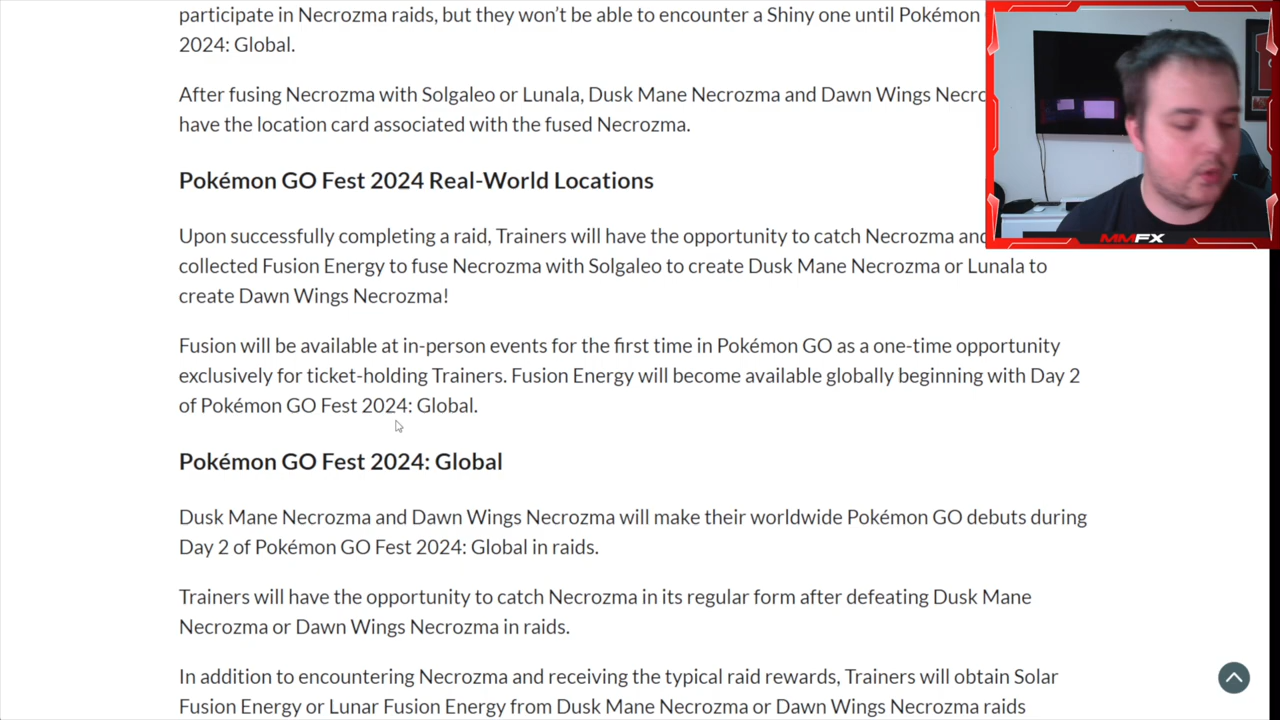 participate in Necrozma raids, but they won't be able to encounter a Shiny one until Pokémon
2024: Global.
After fusing Necrozma with Solgaleo or Lunala, Dusk Mane Necrozma and Dawn Wings Necro
have the location card associated with the fused Necrozma.
Pokémon GO Fest 2024 Real-World Locations
Upon successfully completing a raid, Trainers will have the opportunity to catch Necrozma and
collected Fusion Energy to fuse Necrozma with Solgaleo to create Dusk Mane Necrozma or Lunala to
create Dawn Wings Necrozma!
Fusion will be available at in-person events for the first time in Pokémon GO as a one-time opportunity
exclusively for ticket-holding Trainers. Fusion Energy will become available globally beginning with Day 2
of Pokémon GO Fest 2024: Global.
Pokémon GO Fest 2024: Global
Dusk Mane Necrozma and Dawn Wings Necrozma will make their worldwide Pokémon GO debuts during
Day 2 of Pokémon GO Fest 2024: Global in raids.
Trainers will have the opportunity to catch Necrozma in its regular form after defeating Dusk Mane
Necrozma or Dawn Wings Necrozma in raids.
In addition to encountering Necrozma and receiving the typical raid rewards, Trainers will obtain Solar
Fusion Energy or Lunar Fusion Energy from Dusk Mane Necrozma or Dawn Wings Necrozma raids
MMFX